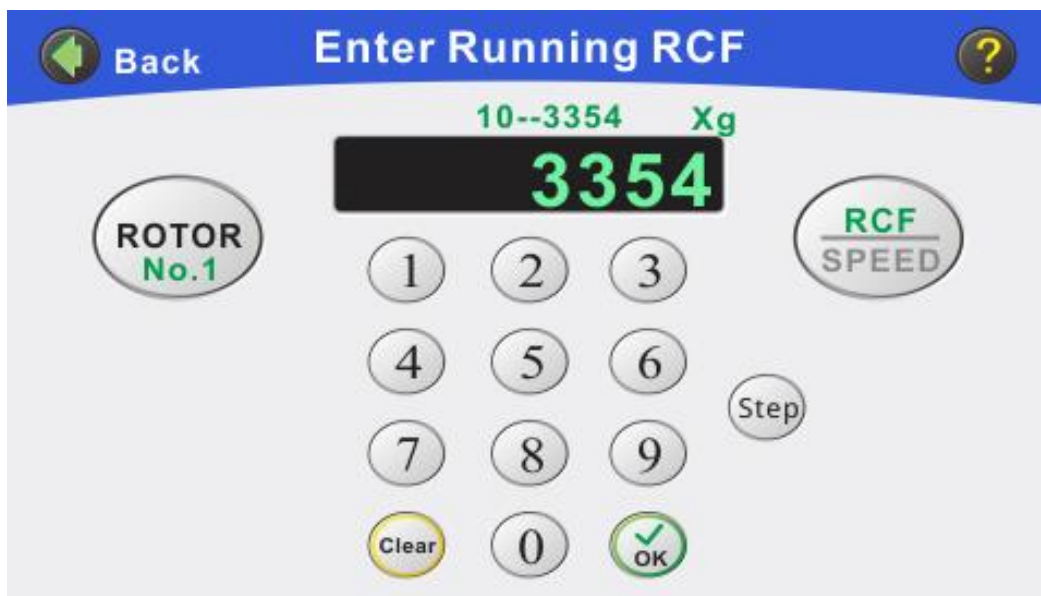 Back
Enter Running RCF
?
10--3354 Xg
3354
ROTOR
No.1
RCF
SPEED
1 2 3
4 5 6
Step
7 8 9
Clear 0 OK